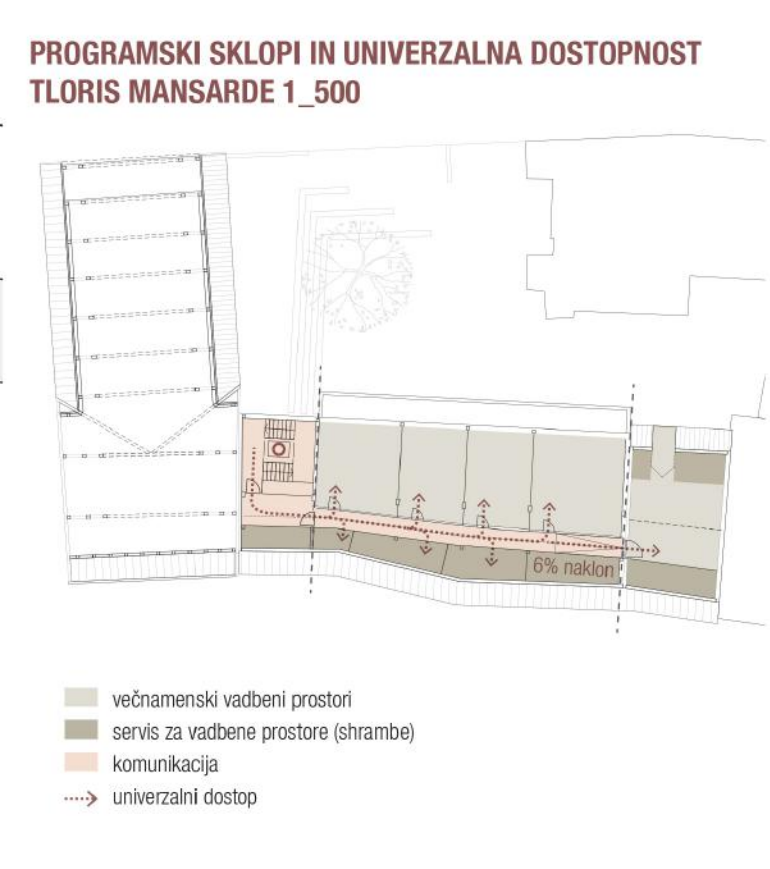 PROGRAMSKI SKLOPI IN UNIVERZALNA DOSTOPNOST
TLORIS MANSARDE 1_500
6% naklon
večnamenski vadbeni prostori
servis za vadbene prostore (shrambe)
komunikacija
univerzalni dostop